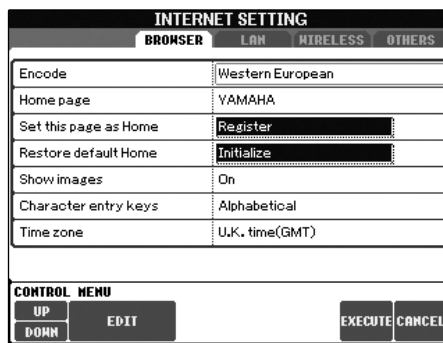 INTERNET SETTING
BROWSER LAN WIRELESS OTHERS
Encode Western European
Home page YAMAHA
Set this page as Home Register
Restore default Home Initialize
Show images On
Character entry keys Alphabetical
Time zone U.K. time(GMT)
CONTROL MENU
UP
DOWN
EDIT
EXECUTE CANCEL